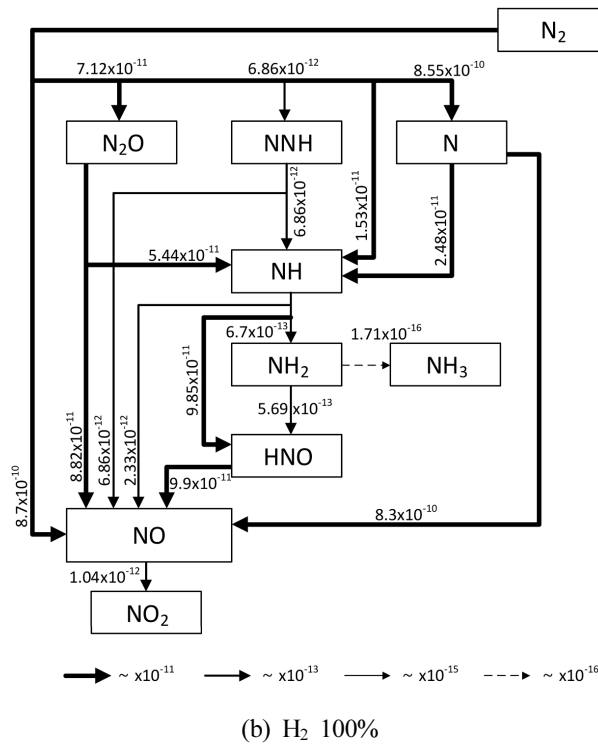 N₂
7.12x10⁻¹¹ 6.86x10⁻¹² 8.55x10⁻¹⁰
N₂O NNH N
6.86x10⁻¹²
1.53x10⁻¹¹
2.48x10⁻¹¹
5.44x10⁻¹¹
NH
6.7x10⁻¹³ 1.71x10⁻¹⁶
9.85x10⁻¹¹
NH₂ NH₃
5.69x10⁻¹³
8.82x10⁻¹¹
6.86x10⁻¹²
2.33x10⁻¹²
HNO
9.9x10⁻¹¹
8.7x10⁻¹⁰
8.3x10⁻¹⁰
NO
1.04x10⁻¹²
NO₂
~ x10⁻¹¹ ~ x10⁻¹³ ~ x10⁻¹⁵ ~ x10⁻¹⁶
(b) H₂ 100%